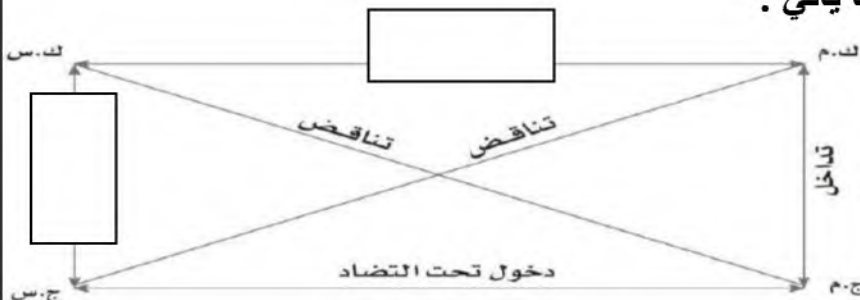 يلي :
ك.م
ك.س
تناقض
تناقض
تداخل
دخول تحت التضاد
ج.م
ج.س